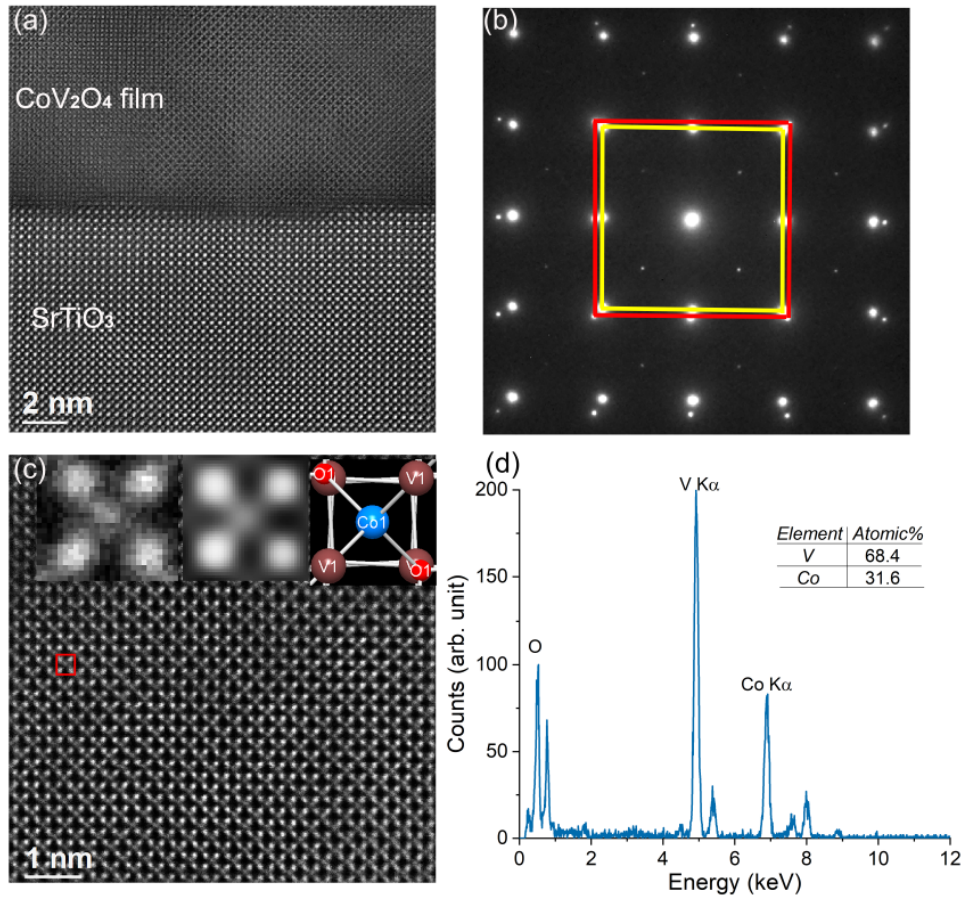 (a)
CoV₂O₄ film
SrTiO₃
2 nm
(b)
(c)
O1
V1
Co1
V1
O1
1 nm
(d)
Counts (arb. unit)
200
150
100
50
0
O
V Kα
Co Kα
Element Atomic%
V 68.4
Co 31.6
0 2 4 6 8 10 12
Energy (keV)